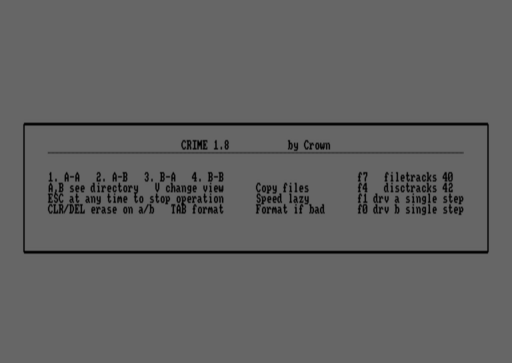 CRIME 1.8 by Crown
1. A-A 2. A-B 3. B-A 4. B-B f7 filetracks 40
A,B see directory V change view Copy files f4 disctracks 42
ESC at any time to stop operation Speed lazy f1 drv a single step
CLR/DEL erase on a/b TAB format Format if bad f0 drv b single step